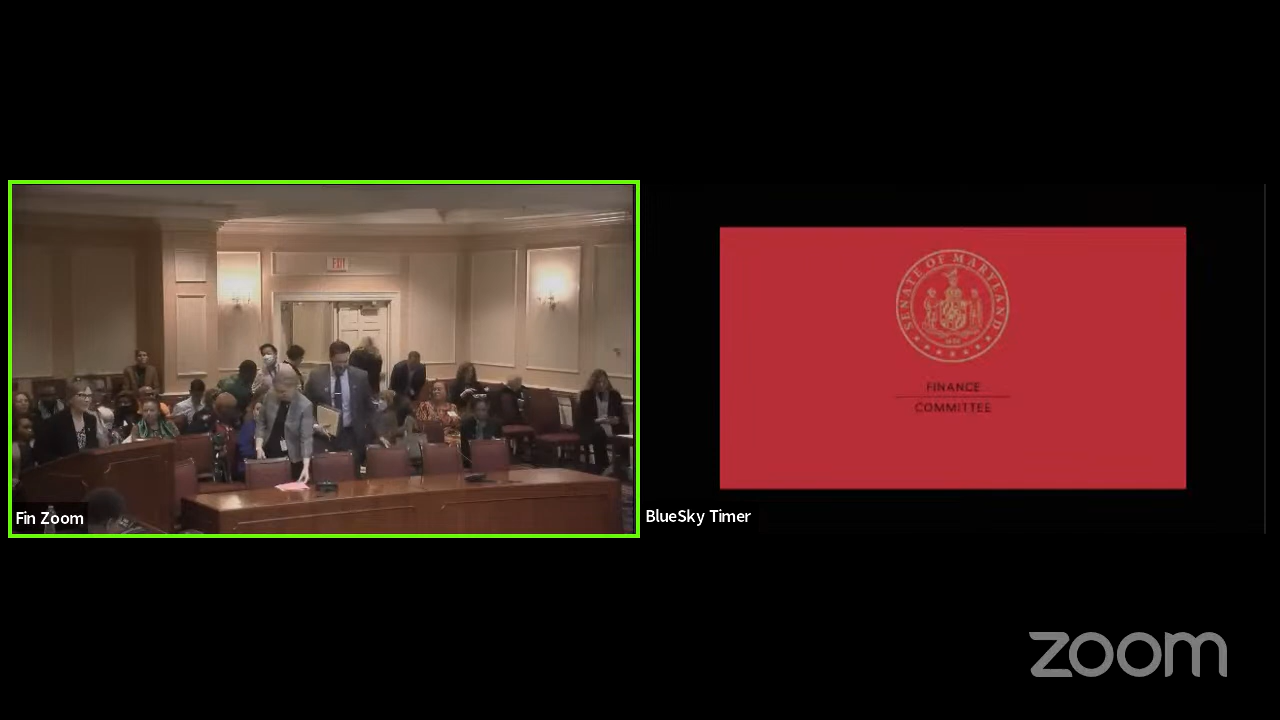 EXIT
SENATE OF MARYLAND
FINANCE
COMMITTEE
Fin Zoom
BlueSky Timer
zoom